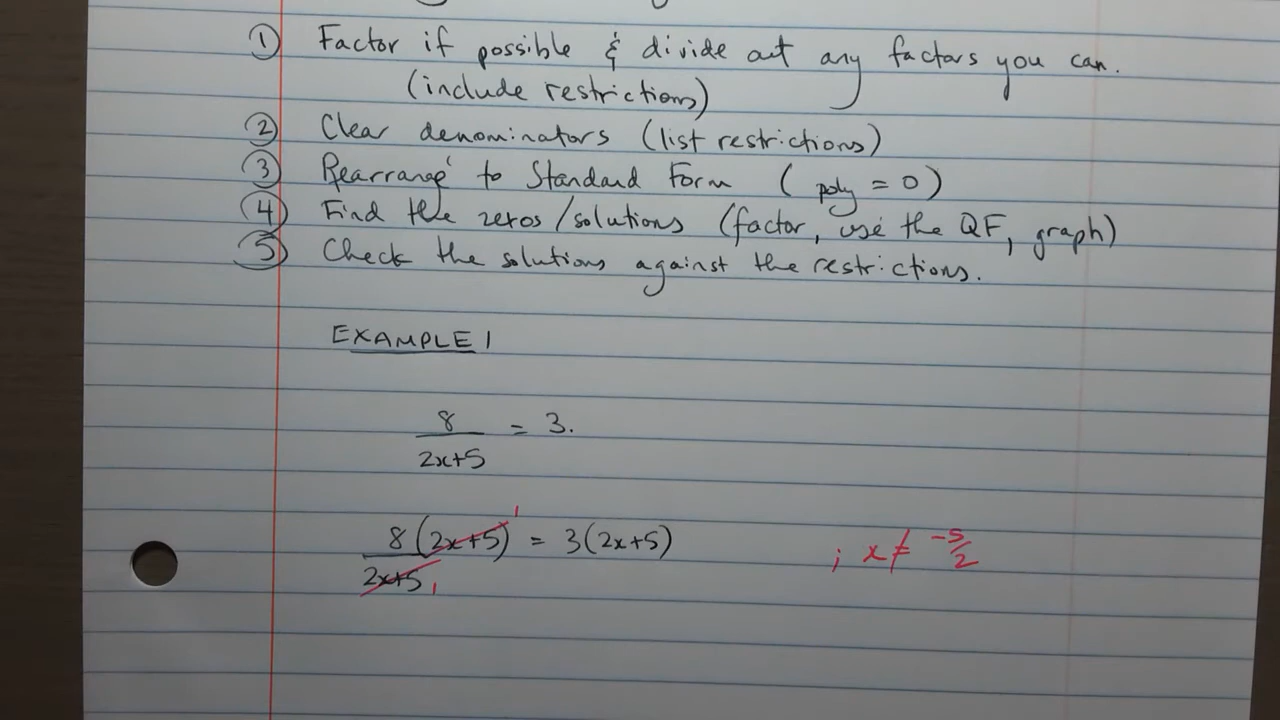 ① Factor if possible & divide out any factors you can.
(include restrictions)
② Clear denominators (list restrictions)
③ Rearrange to Standard Form (poly = 0)
④ Find the zeros/solutions (factor, use the QF, graph)
⑤ Check the solutions against the restrictions.
EXAMPLE 1
8
2x+5
= 3.
8(2x+5) 1
2x+5 1
= 3(2x+5) ; x ≠ -5/2